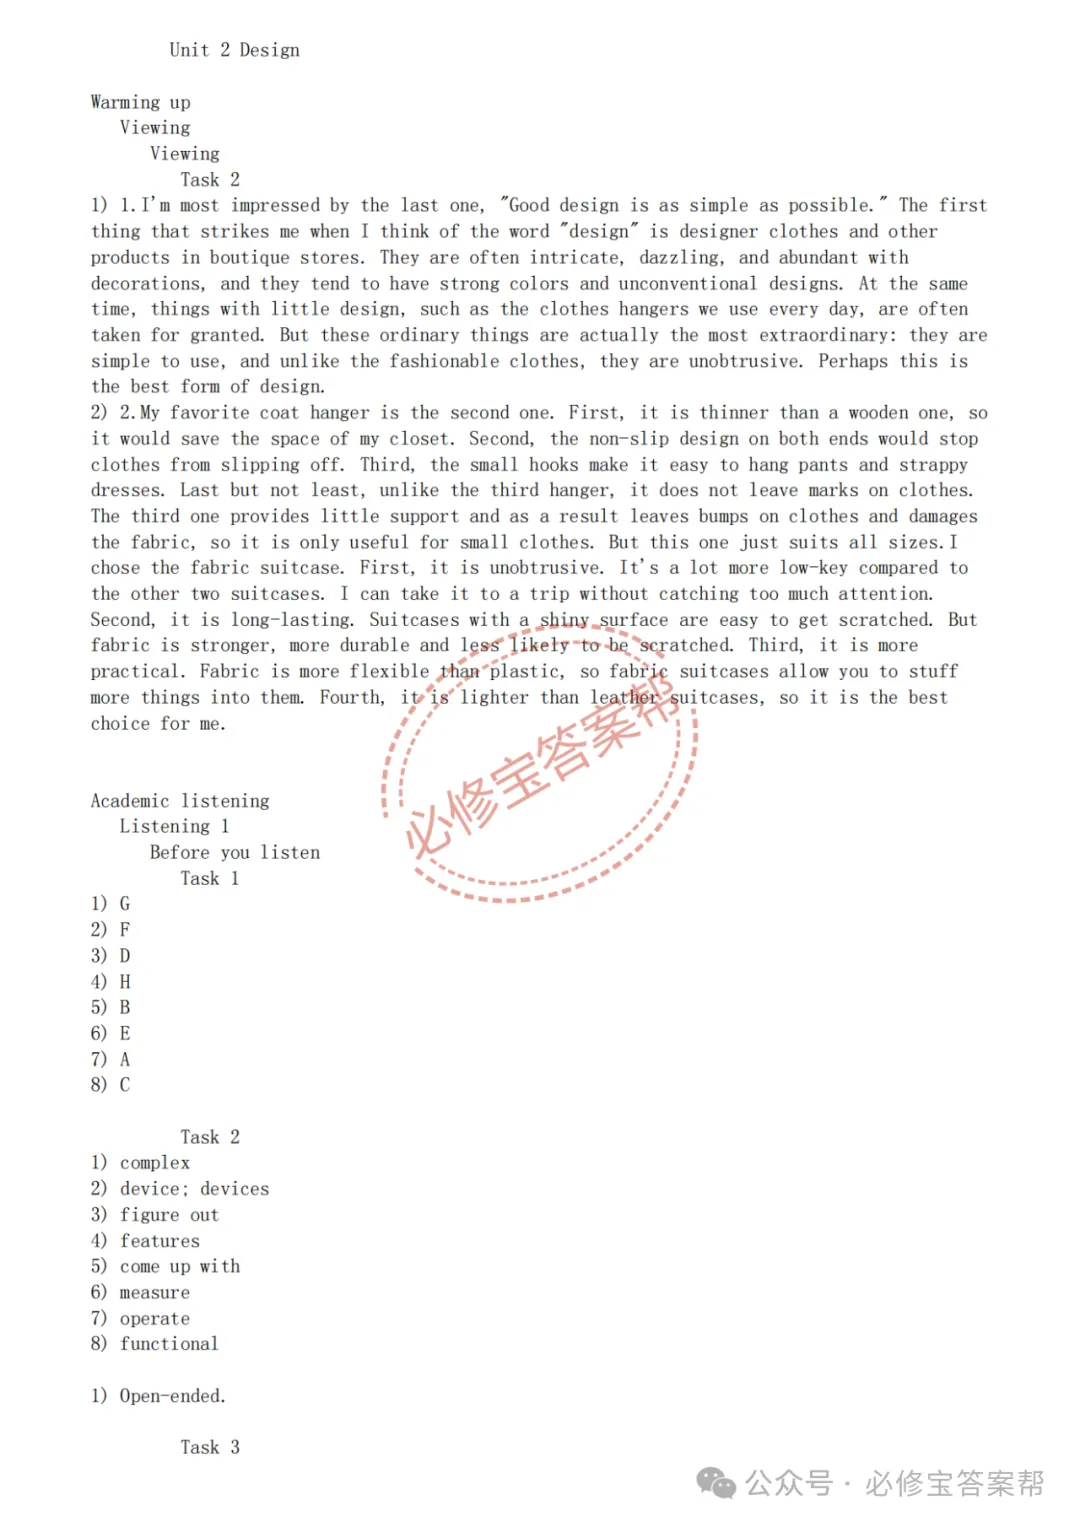 Unit 2 Design
Warming up
Viewing
Viewing
Task 2
1) 1.I'm most impressed by the last one, "Good design is as simple as possible." The first
thing that strikes me when I think of the word "design" is designer clothes and other
products in boutique stores. They are often intricate, dazzling, and abundant with
decorations, and they tend to have strong colors and unconventional designs. At the same
time, things with little design, such as the clothes hangers we use every day, are often
taken for granted. But these ordinary things are actually the most extraordinary: they are
simple to use, and unlike the fashionable clothes, they are unobtrusive. Perhaps this is
the best form of design.
2) 2.My favorite coat hanger is the second one. First, it is thinner than a wooden one, so
it would save the space of my closet. Second, the non-slip design on both ends would stop
clothes from slipping off. Third, the small hooks make it easy to hang pants and strappy
dresses. Last but not least, unlike the third hanger, it does not leave marks on clothes.
The third one provides little support and as a result leaves bumps on clothes and damages
the fabric, so it is only useful for small clothes. But this one just suits all sizes.I
chose the fabric suitcase. First, it is unobtrusive. It's a lot more low-key compared to
the other two suitcases. I can take it to a trip without catching too much attention.
Second, it is long-lasting. Suitcases with a shiny surface are easy to get scratched. But
fabric is stronger, more durable and less likely to be scratched. Third, it is more
practical. Fabric is more flexible than plastic, so fabric suitcases allow you to stuff
more things into them. Fourth, it is lighter than leather suitcases, so it is the best
choice for me.
必修宝答案帮
Academic listening
Listening 1
Before you listen
Task 1
1) G
2) F
3) D
4) H
5) B
6) E
7) A
8) C
Task 2
1) complex
2) device; devices
3) figure out
4) features
5) come up with
6) measure
7) operate
8) functional
1) Open-ended.
Task 3
公众号 · 必修宝答案帮